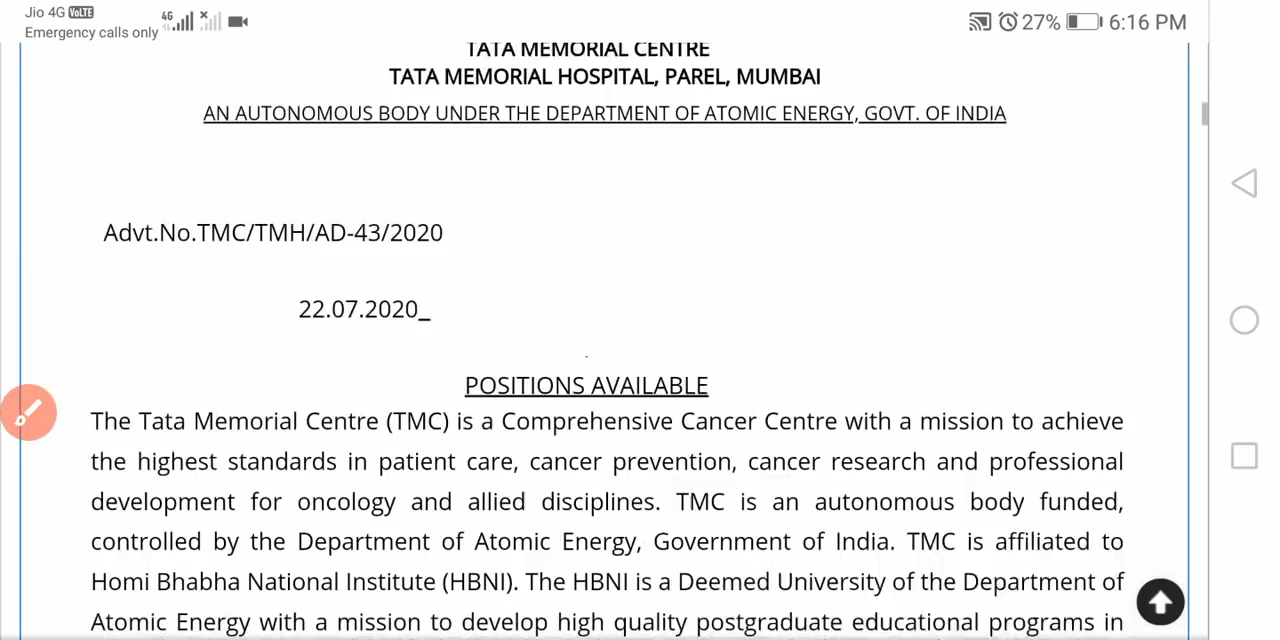 Jio 4G VoLTE
4G
27%
6:16 PM
Emergency calls only
TATA MEMORIAL CENTRE
TATA MEMORIAL HOSPITAL, PAREL, MUMBAI
AN AUTONOMOUS BODY UNDER THE DEPARTMENT OF ATOMIC ENERGY, GOVT. OF INDIA
Advt.No.TMC/TMH/AD-43/2020
22.07.2020_
POSITIONS AVAILABLE
The Tata Memorial Centre (TMC) is a Comprehensive Cancer Centre with a mission to achieve
the highest standards in patient care, cancer prevention, cancer research and professional
development for oncology and allied disciplines. TMC is an autonomous body funded,
controlled by the Department of Atomic Energy, Government of India. TMC is affiliated to
Homi Bhabha National Institute (HBNI). The HBNI is a Deemed University of the Department of
Atomic Energy with a mission to develop high quality postgraduate educational programs in